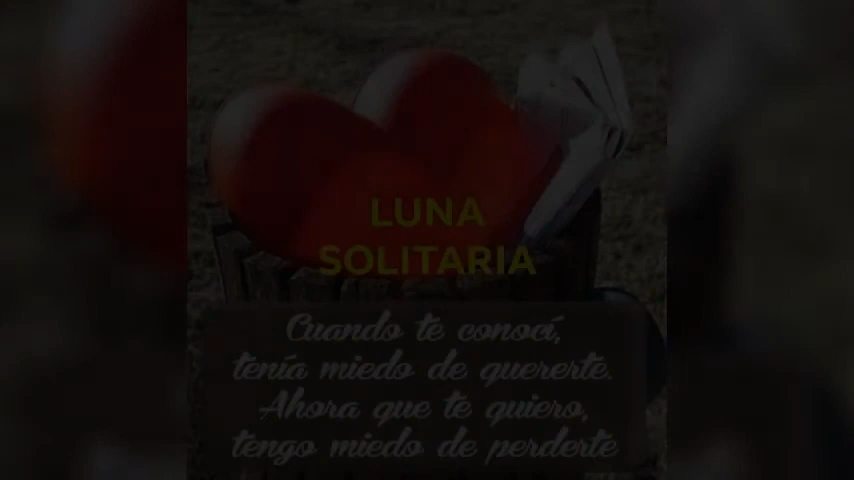 LUNA
SOLITARIA
Cuando te conocí,
tenía miedo de quererte.
Ahora que te quiero,
tengo miedo de perderte